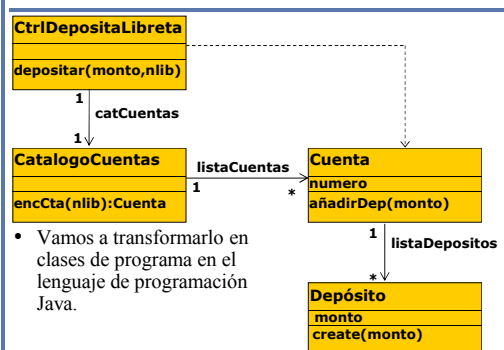 CtrlDepositaLibreta
depositar(monto,nlib)
1
catCuentas
1
CatalogoCuentas
encCta(nlib):Cuenta
listaCuentas
1
*
Cuenta
numero
añadirDep(monto)
1
listaDepositos
*
Depósito
monto
create(monto)
• Vamos a transformarlo en
clases de programa en el
lenguaje de programación
Java.